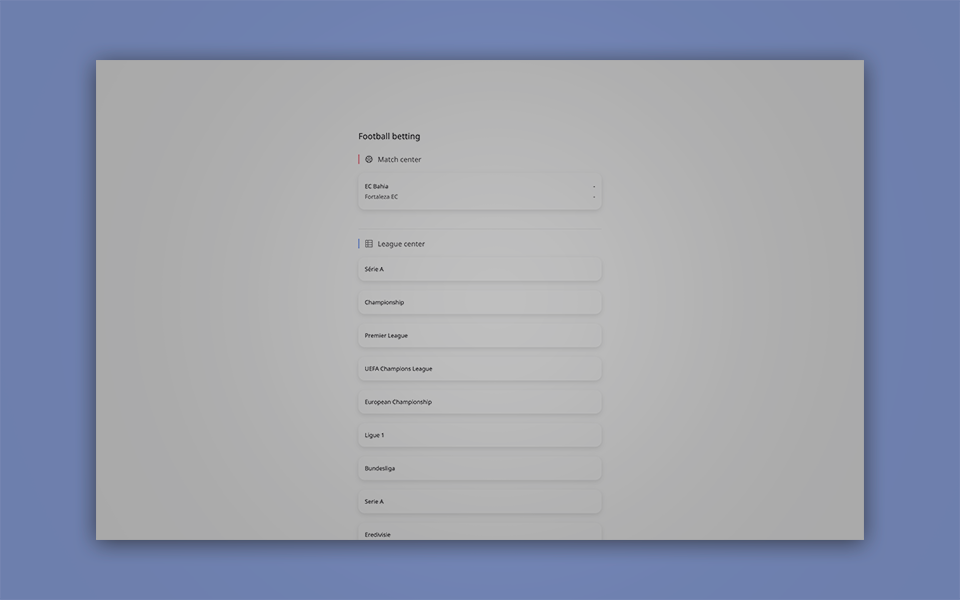 Football betting
Match center
EC Bahia -
Fortaleza EC -
League center
Série A
Championship
Premier League
UEFA Champions League
European Championship
Ligue 1
Bundesliga
Serie A
Eredivisie